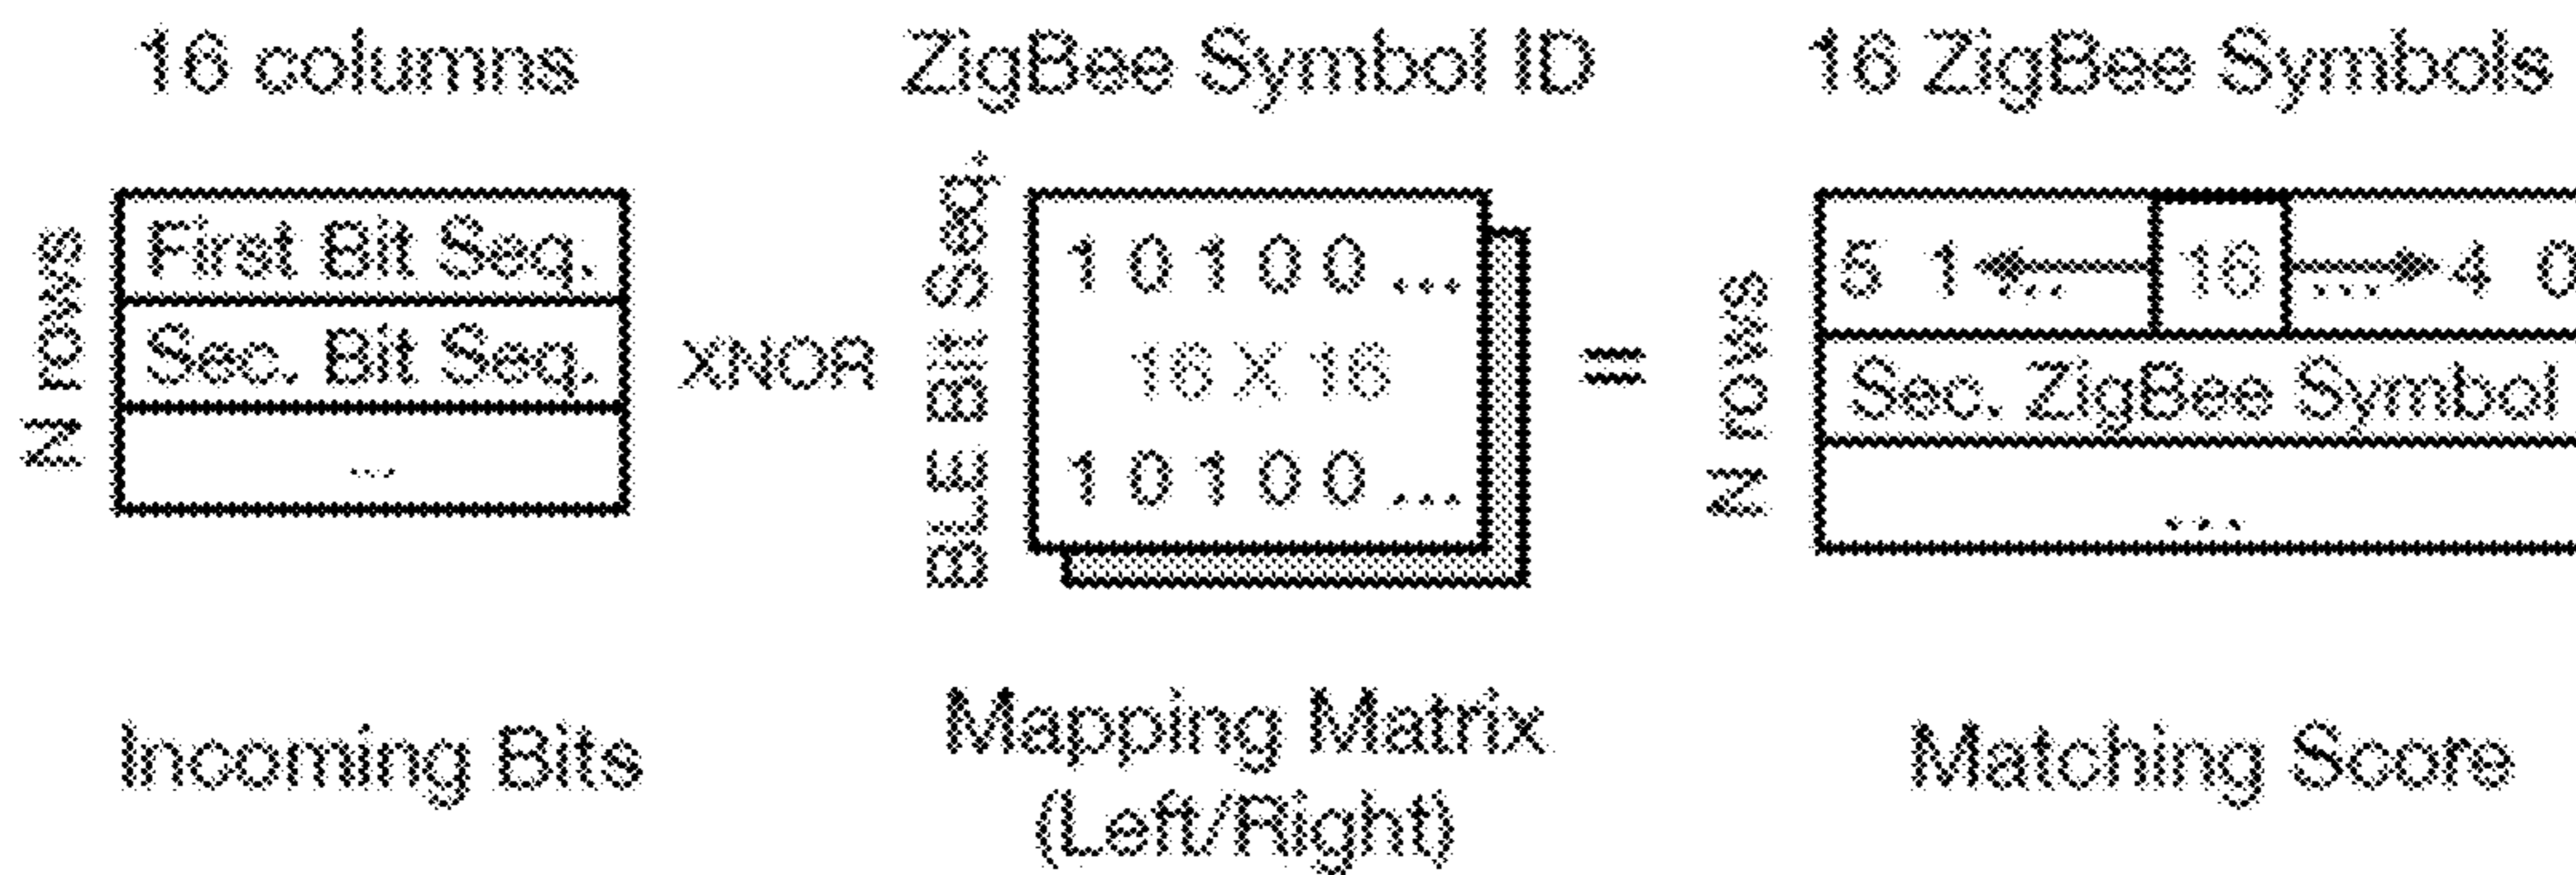 16 columns
N rows
First Bit Seq.
Sec. Bit Seq.
...
Incoming Bits
XNOR
ZigBee Symbol ID
BLE Bit Seq.
1 0 1 0 0 ...
16 X 16
1 0 1 0 0 ...
Mapping Matrix
(Left/Right)
=
16 ZigBee Symbols
N rows
5 1 ... 16 ... 4 0
Sec. ZigBee Symbol
...
Matching Score